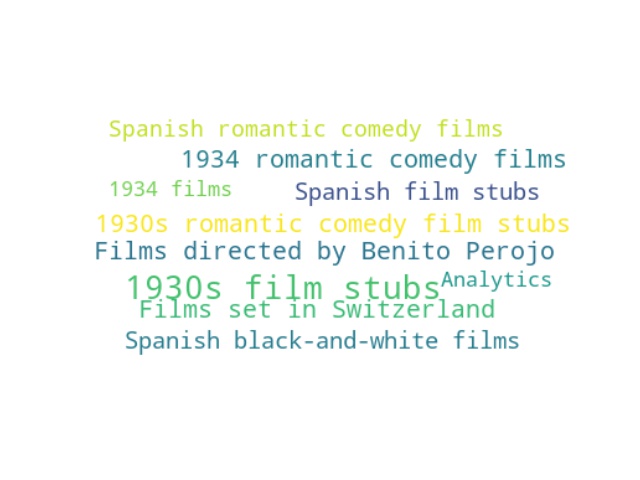 Spanish romantic comedy films
1934 romantic comedy films
1934 films
Spanish film stubs
1930s romantic comedy film stubs
Films directed by Benito Perojo
1930s film stubs
Analytics
Films set in Switzerland
Spanish black-and-white films